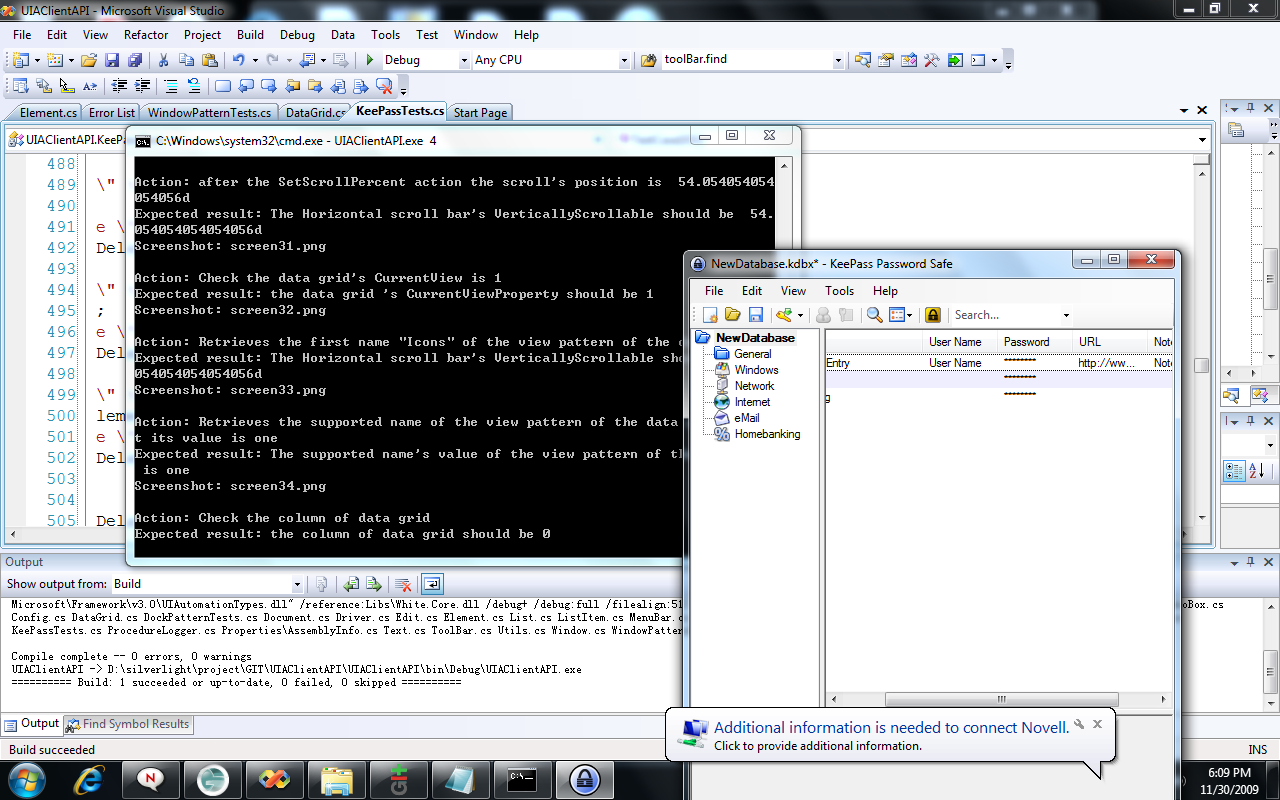 UIAClientAPI - Microsoft Visual Studio
File Edit View Refactor Project Build Debug Data Tools Test Window Help
Debug Any CPU toolBar.find
Element.cs Error List WindowPatternTests.cs DataGrid.cs KeePassTests.cs Start Page
UIAClientAPI.KeePa
C:\Windows\system32\cmd.exe - UIAClientAPI.exe 4
488
489 \"
490
491 e \
492 Del
493
494 \"
495 ;
496 e \
497 Del
498
499 \"
500 lem
501 e \
502 Del
503
504
505 Del
Action: after the SetScrollPercent action the scroll's position is 54.054054054
054056d
Expected result: The Horizontal scroll bar's VerticallyScrollable should be 54.
0540540540540​56d
Screenshot: screen31.png
Action: Check the data grid's CurrentView is 1
Expected result: the data grid 's CurrentViewProperty should be 1
Screenshot: screen32.png
Action: Retrieves the first name "Icons" of the view pattern of the
Expected result: The Horizontal scroll bar's VerticallyScrollable sho
054054054054056d
Screenshot: screen33.png
Action: Retrieves the supported name of the view pattern of the data
t its value is one
Expected result: The supported name's value of the view pattern of th
is one
Screenshot: screen34.png
Action: Check the column of data grid
Expected result: the column of data grid should be 0
NewDatabase.kdbx* - KeePass Password Safe
File Edit View Tools Help
Search...
NewDatabase
General
Windows
Network
Internet
eMail
Homebanking
User Name Password URL Note
Entry User Name ******** http://ww... Note
********
g ********
Output
Show output from: Build
Microsoft\Framework\v3.0\UIAutomationTypes.dll" /reference:Libs\White.Core.dll /debug+ /debug:full /filealign:51 oBox.cs
Config.cs DataGrid.cs DockPatternTests.cs Document.cs Driver.cs Edit.cs Element.cs List.cs ListItem.cs MenuBar.c
KeePassTests.cs ProcedureLogger.cs Properties\AssemblyInfo.cs Text.cs ToolBar.cs Utils.cs Window.cs WindowPatter
Compile complete -- 0 errors, 0 warnings
UIAClientAPI -> D:\silverlight\project\GIT\UIAClientAPI\UIAClientAPI\bin\Debug\UIAClientAPI.exe
========== Build: 1 succeeded or up-to-date, 0 failed, 0 skipped ==========
Output Find Symbol Results
Build succeeded INS
Additional information is needed to connect Novell.
Click to provide additional information.
6:09 PM
11/30/2009